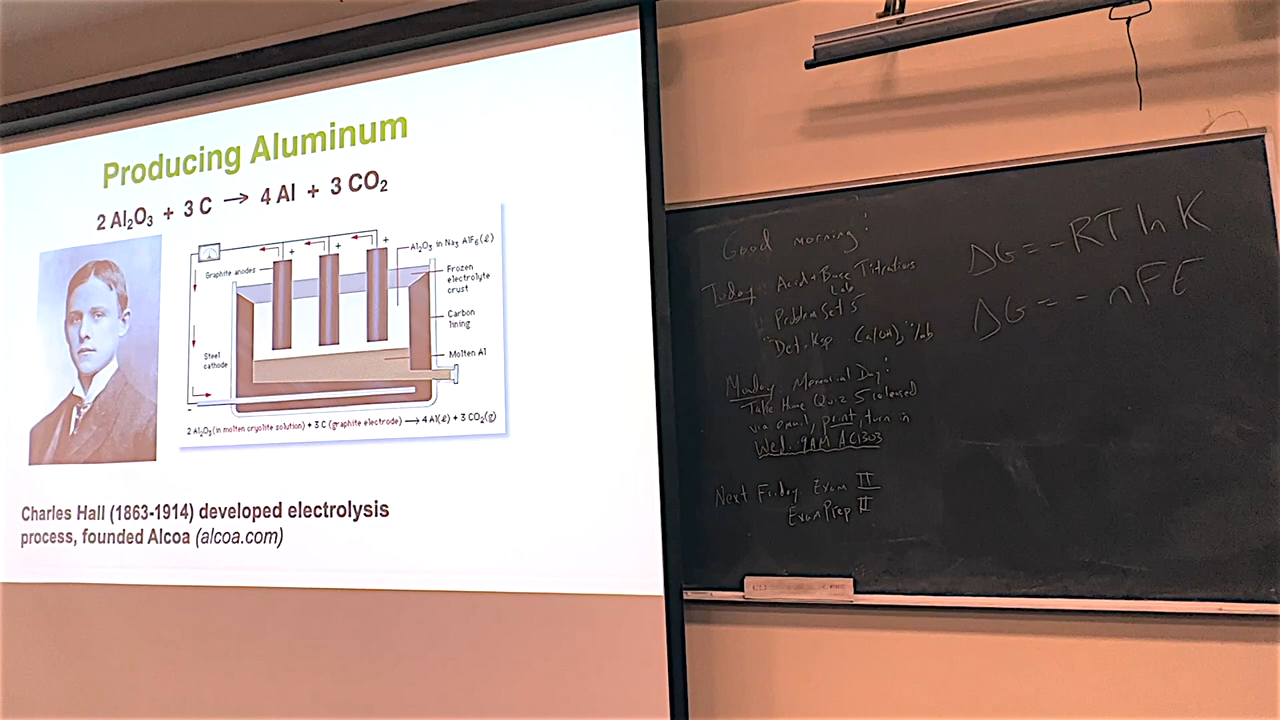 Producing Aluminum
2 Al₂O₃ + 3 C → 4 Al + 3 CO₂
+ + +
Al₂O₃ in Na₃ AlF₆(ℓ)
Graphite anodes
Frozen
electrolyte
crust
Carbon
lining
Steel
cathode
Molten Al
-
2 Al₂O₃(in molten cryolite solution) + 3 C (graphite electrode) → 4 Al(ℓ) + 3 CO₂(g)
Charles Hall (1863-1914) developed electrolysis
process, founded Alcoa (alcoa.com)
Good morning!
Today: Acid & Base Titrations
Lab
Problem Set 5
"Det. Ksp Ca(OH)₂" lab
Monday Memorial Day!
Take Home Quiz 5 released
via email, print, turn in
Wed. 9AM AC1303
Next Friday Exam II
Exam Prep II
ΔG = -RT ln K
ΔG = - nFE